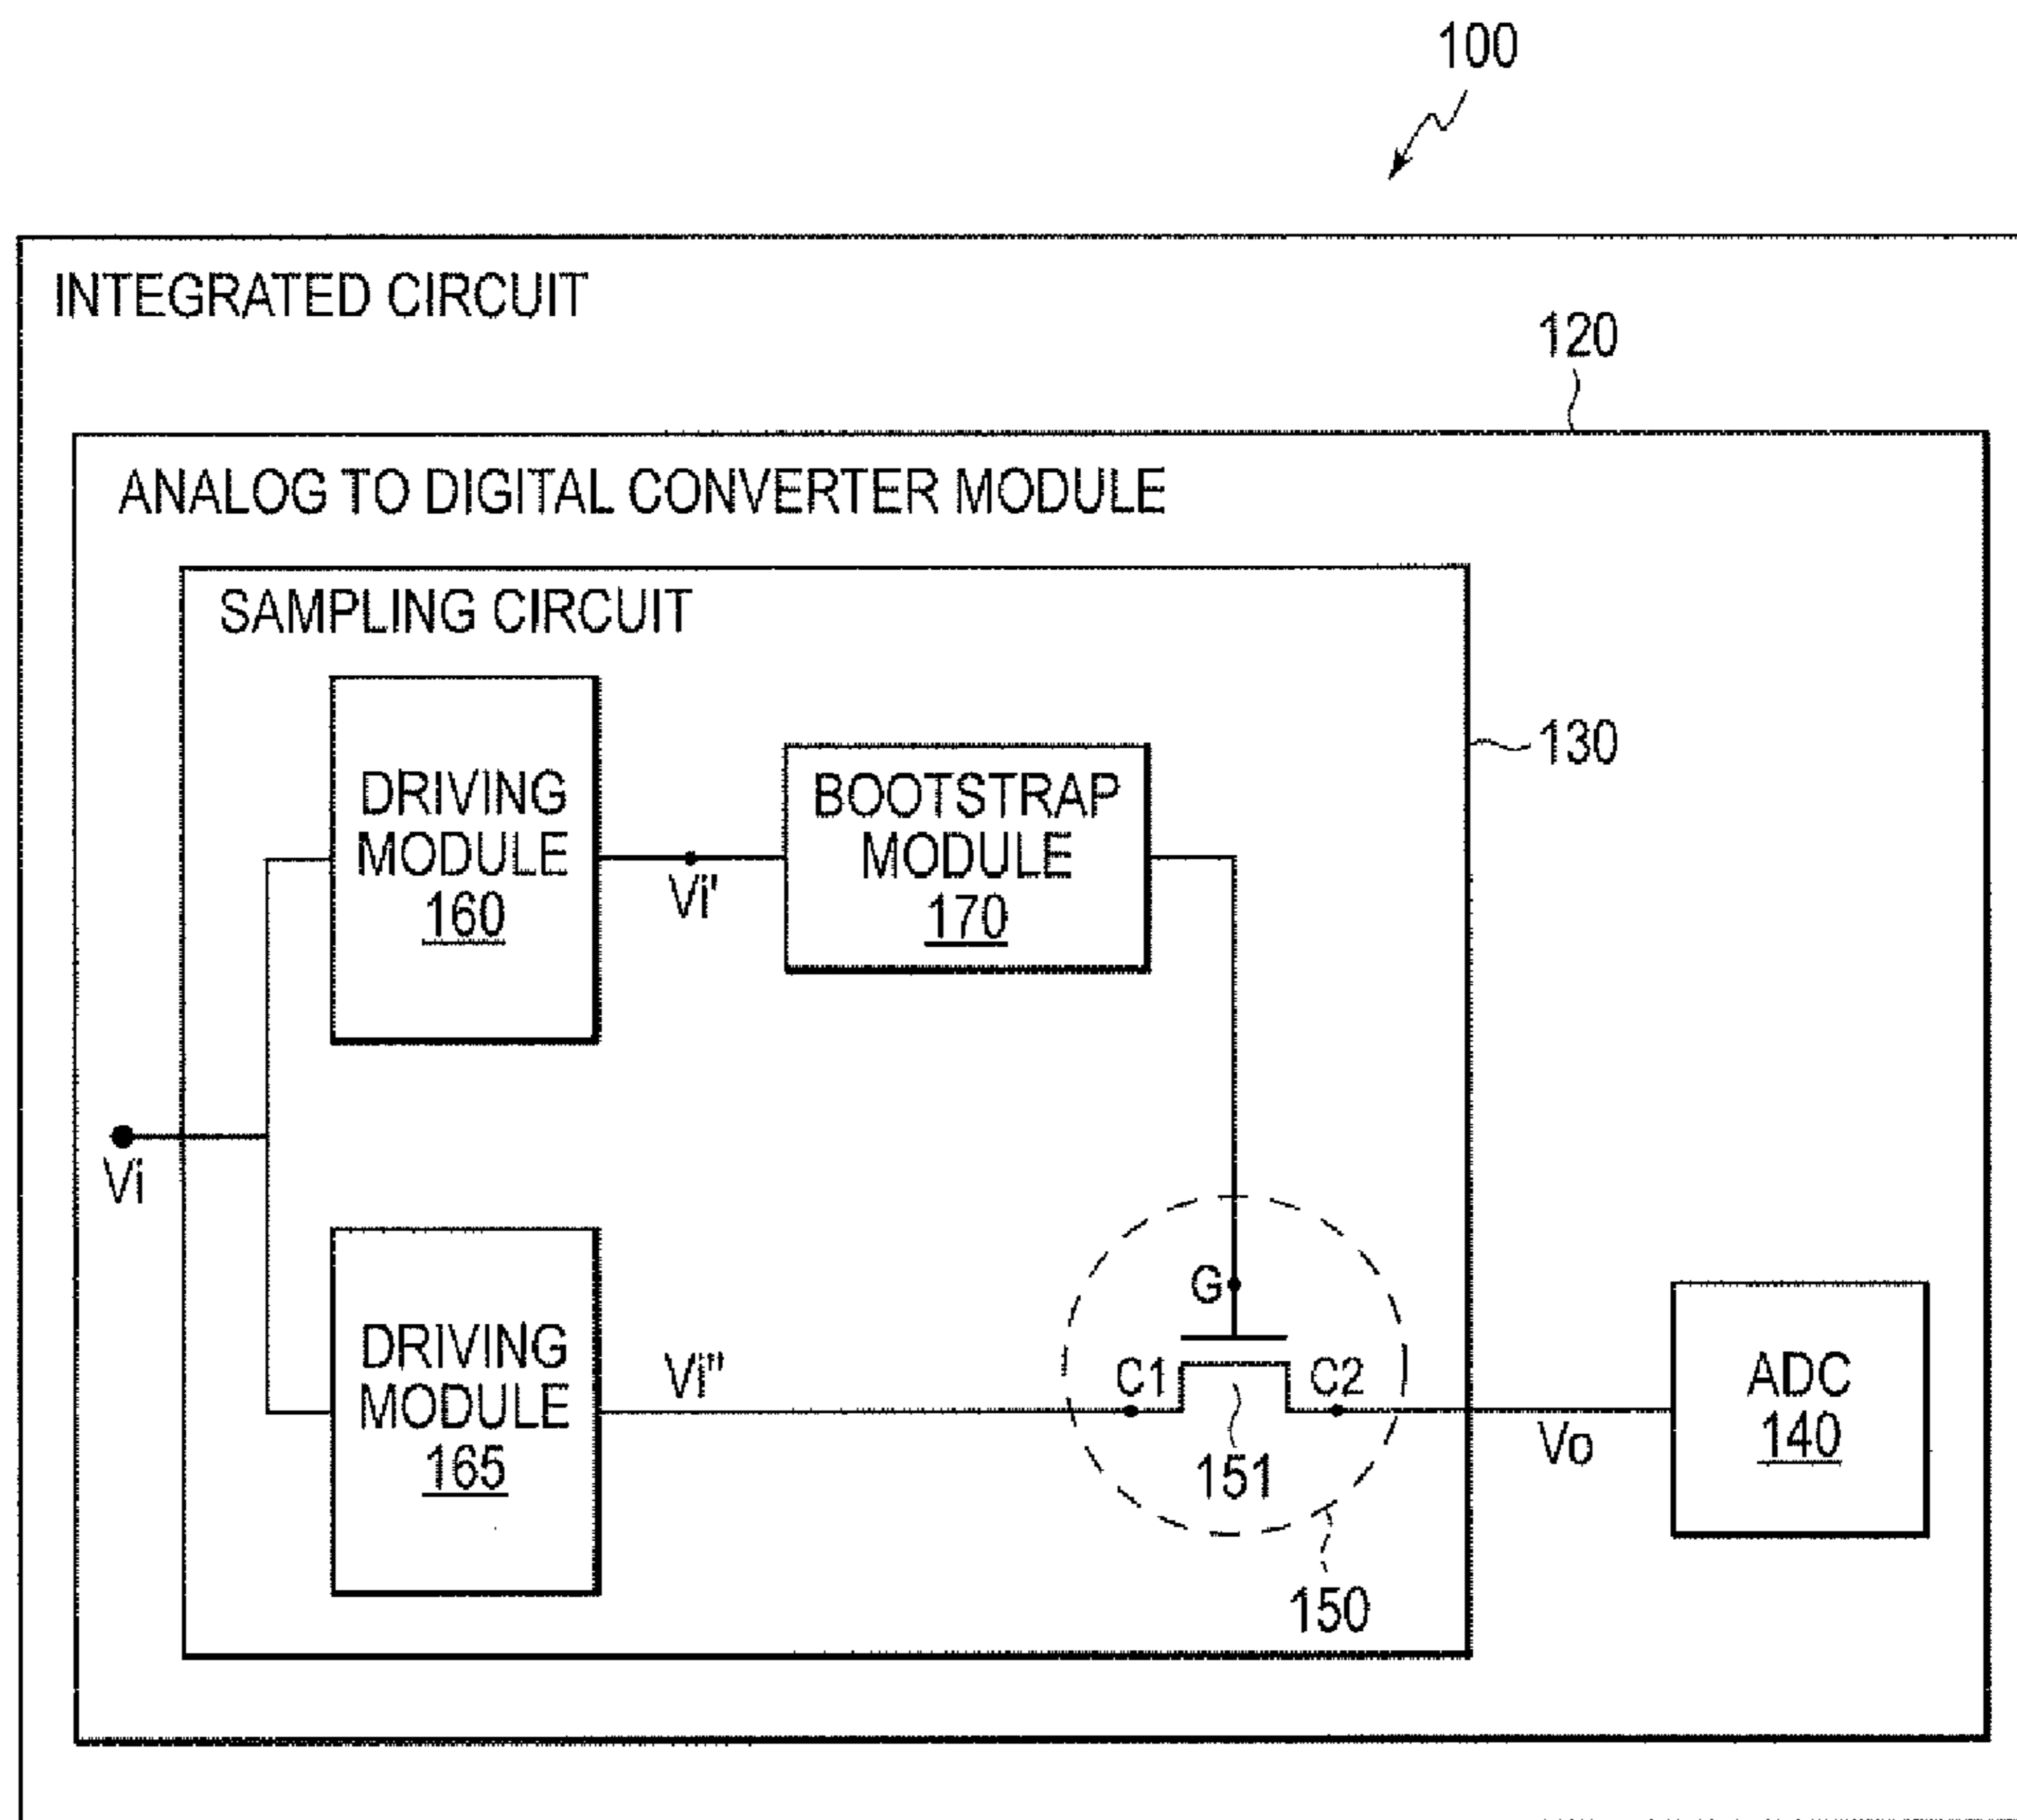 100
INTEGRATED CIRCUIT
120
ANALOG TO DIGITAL CONVERTER MODULE
SAMPLING CIRCUIT
130
DRIVING
MODULE
160
Vi'
BOOTSTRAP
MODULE
170
Vi
G
DRIVING
MODULE
165
Vi"
C1
C2
151
150
Vo
ADC
140